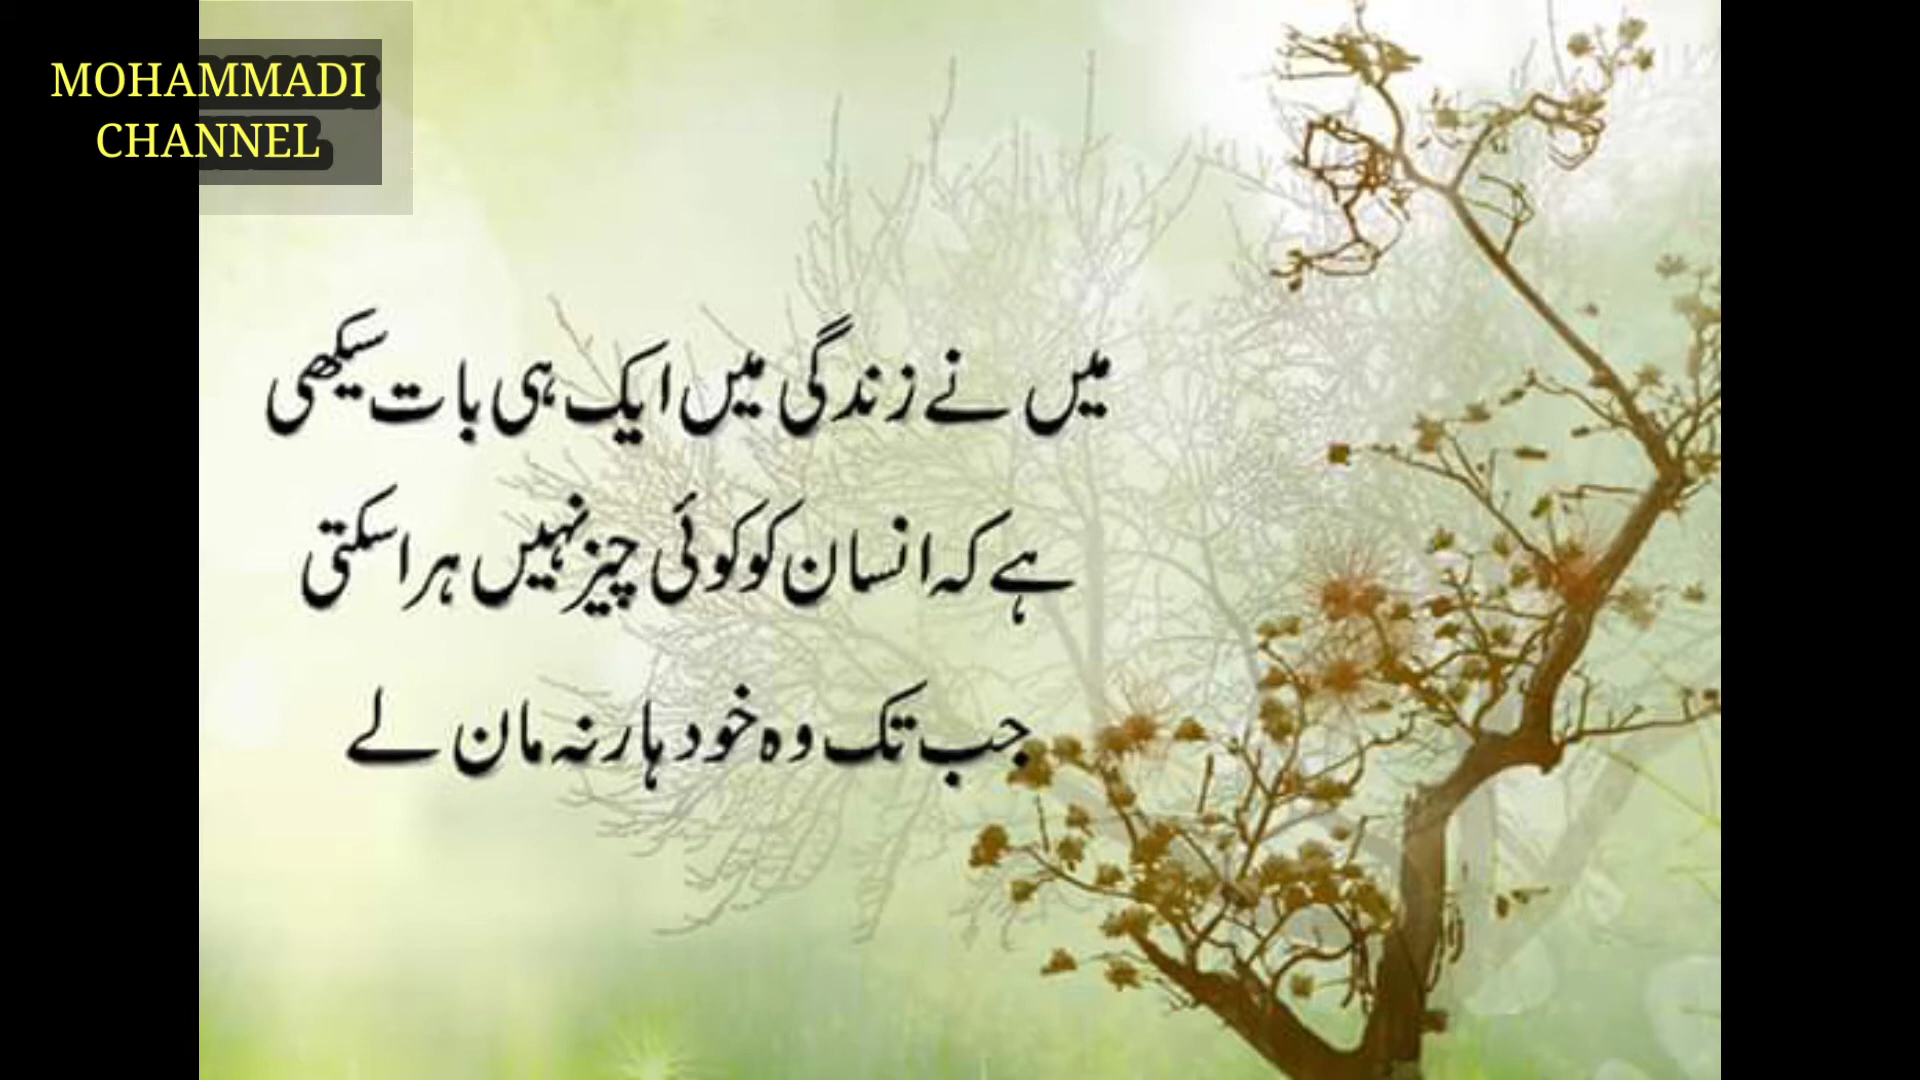 MOHAMMADI
CHANNEL
میں نے زندگی میں ایک ہی بات سیکھی
ہے کہ انسان کو کوئی چیز نہیں ہرا سکتی
جب تک وہ خود ہار نہ مان لے